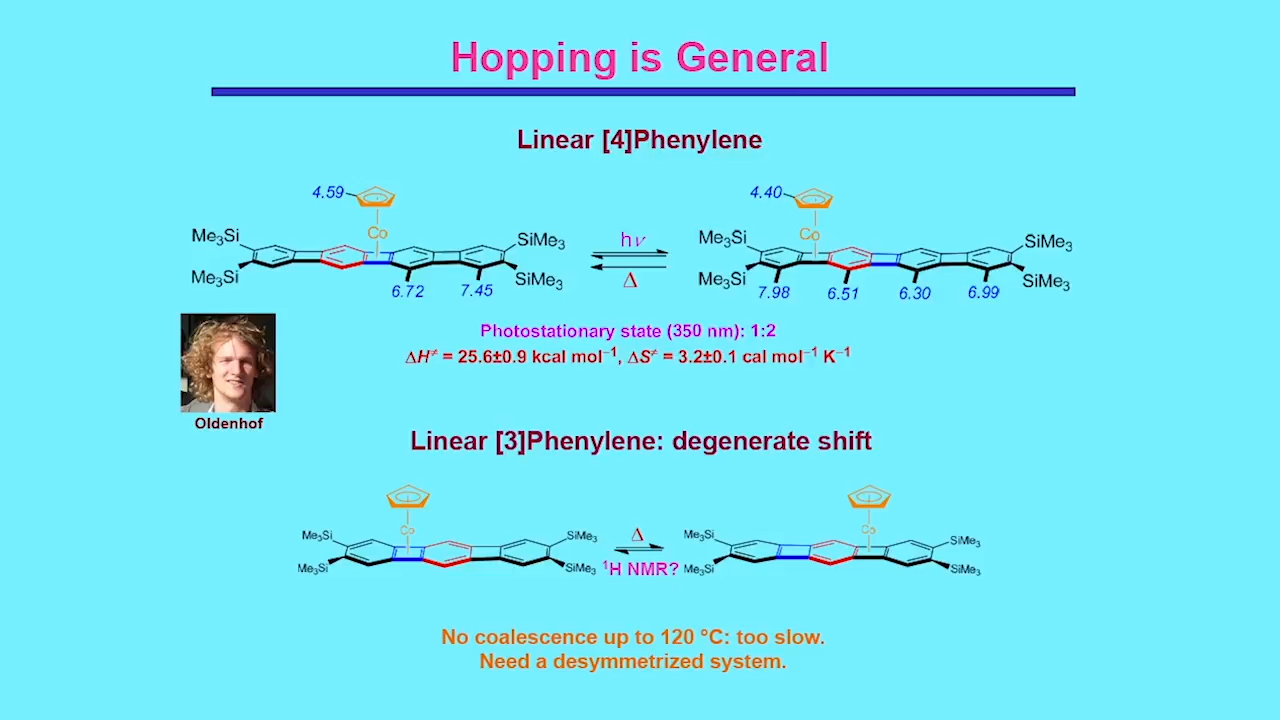 Hopping is General
Linear [4]Phenylene
4.59
Co
Me₃Si
SiMe₃
Me₃Si
SiMe₃
6.72
7.45
hν
Δ
4.40
Co
Me₃Si
SiMe₃
Me₃Si
SiMe₃
7.98
6.51
6.30
6.99
Photostationary state (350 nm): 1:2
ΔH≠ = 25.6±0.9 kcal mol⁻¹, ΔS≠ = 3.2±0.1 cal mol⁻¹ K⁻¹
Oldenhof
Linear [3]Phenylene: degenerate shift
Co
Me₃Si
SiMe₃
Me₃Si
SiMe₃
Δ
¹H NMR?
Co
Me₃Si
SiMe₃
Me₃Si
SiMe₃
No coalescence up to 120 °C: too slow.
Need a desymmetrized system.